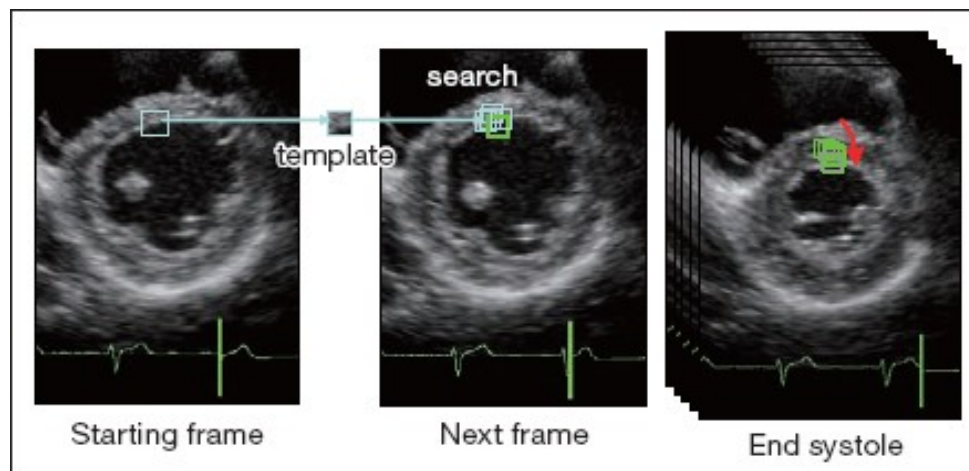 search
template
Starting frame
Next frame
End systole